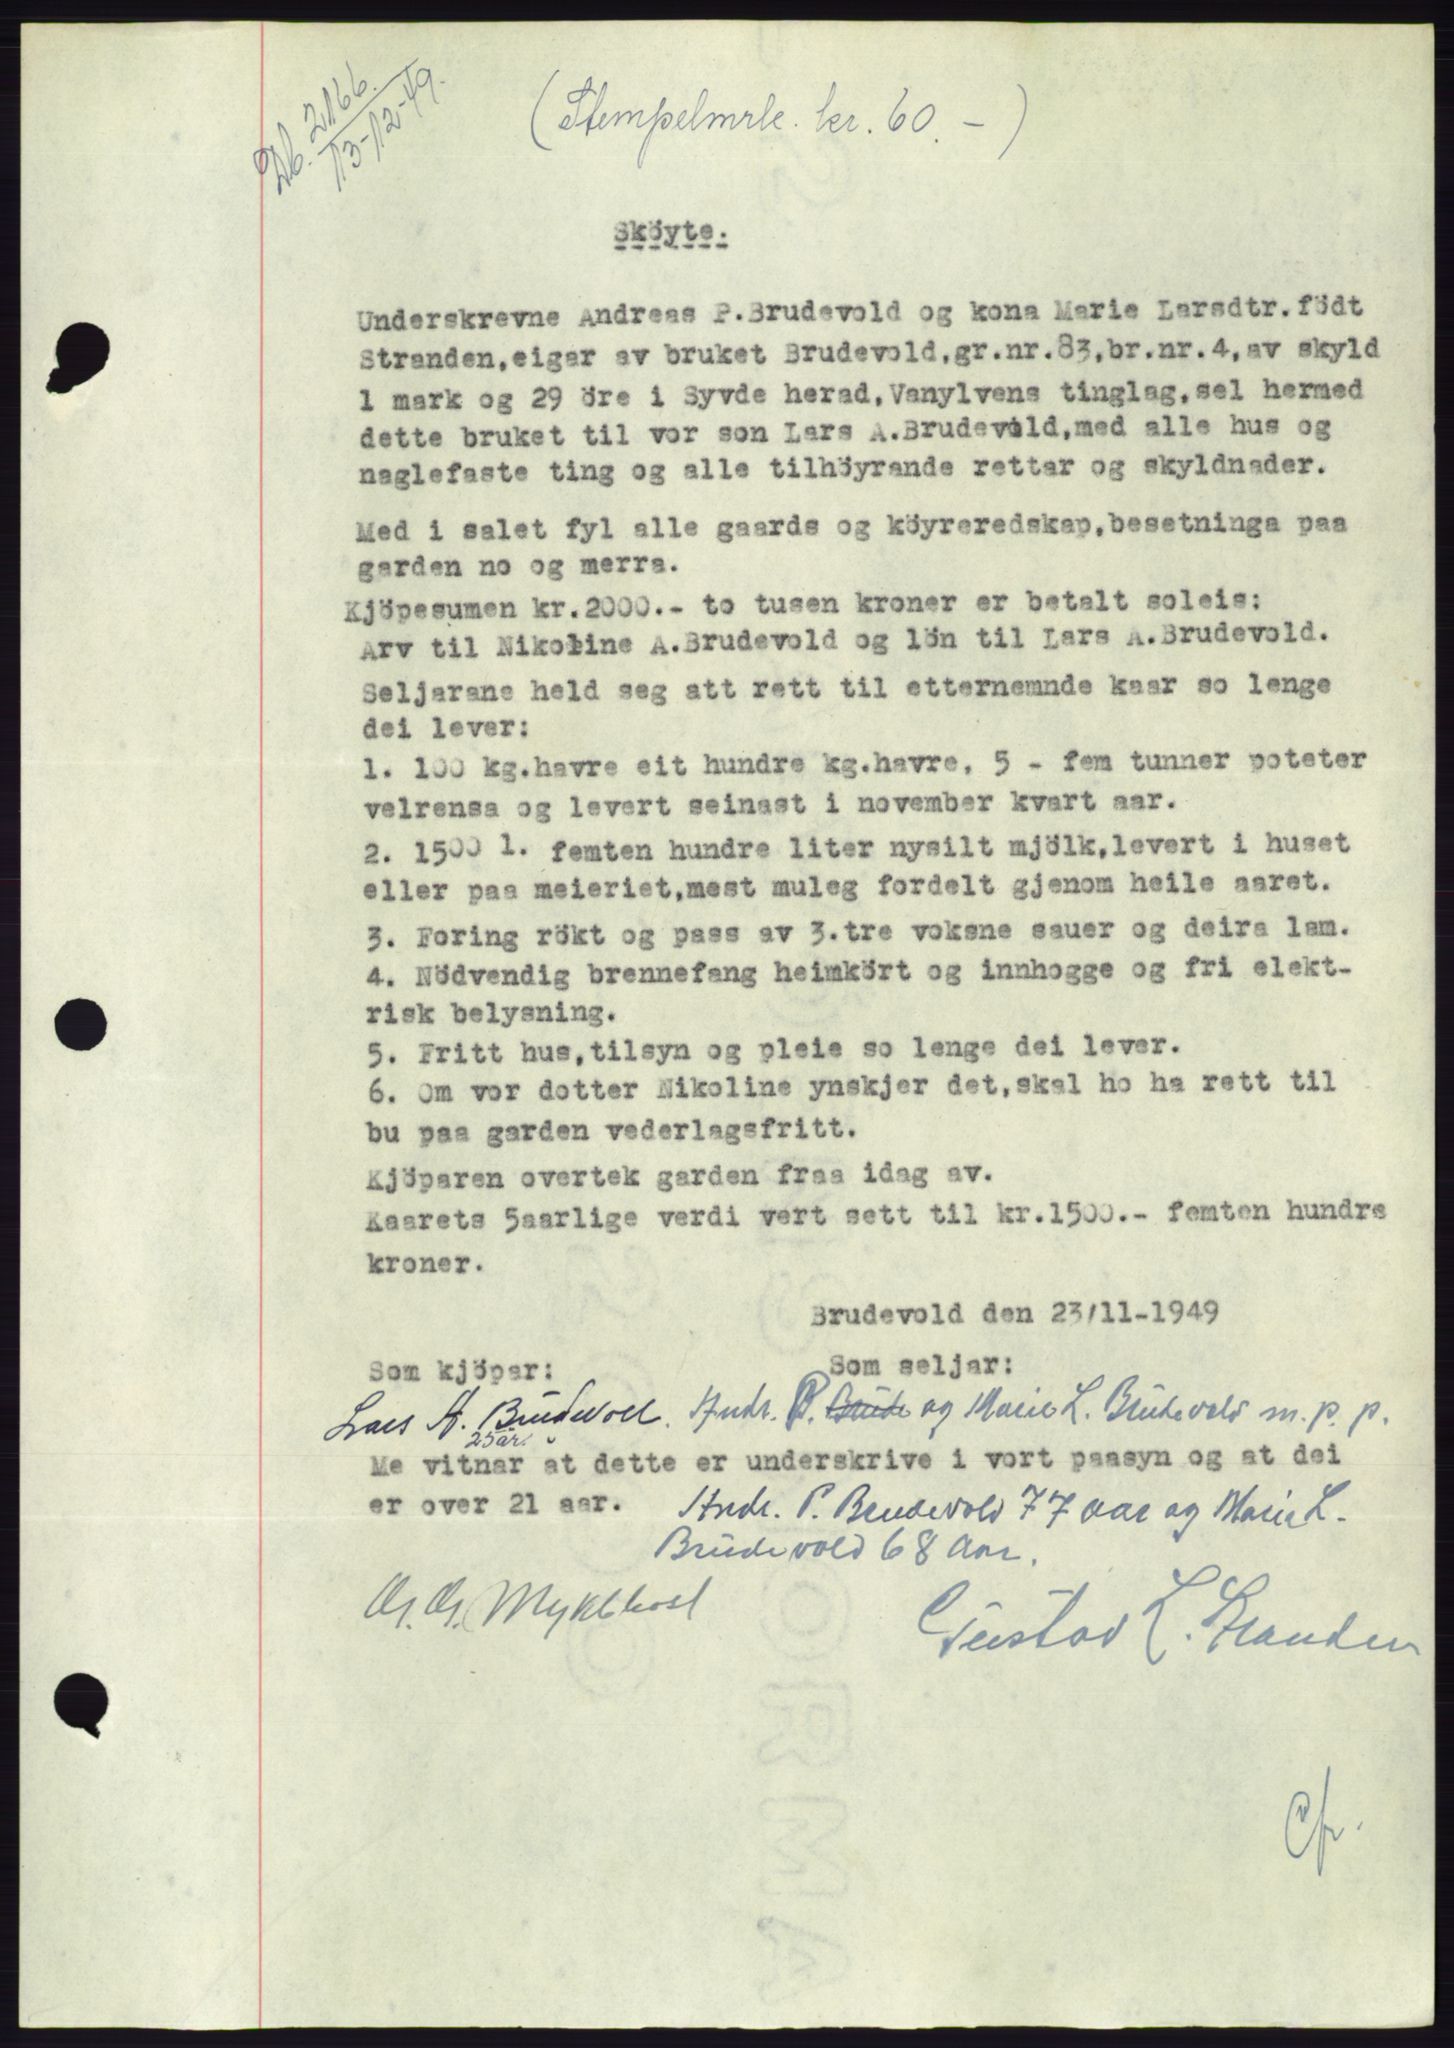 Db. 2166.
13-12-49.
(Stempelmrk. kr. 60.-)
Sköyte.
Underskrevne Andreas P.Brudevold og kona Marie Larsdtr.födt
Stranden,eigar av bruket Brudevold,gr.nr.83,br.nr.4,av skyld
1 mark og 29 öre i Syvde herad,Vanylvens tinglag,sel hermed
dette bruket til vor son Lars A.Brudevold,med alle hus og
naglefaste ting og alle tilhöyrande rettar og skyldnader.
Med i salet fyl alle gaards og köyreredskap,besetninga paa
garden no og merra.
Kjöpesumen kr.2000.- to tusen kroner er betalt soleis:
Arv til Nikoline A.Brudevold og lön til Lars A.Brudevold.
Seljarane held seg att rett til etternemnde kaar so lenge
dei lever:
1. 100 kg.havre eit hundre kg.havre, 5 - fem tunner poteter
velrensa og levert seinast i november kvart aar.
2. 1500 l. femten hundre liter nysilt mjölk,levert i huset
eller paa meieriet,mest muleg fordelt gjenom heile aaret.
3. Foring rökt og pass av 3.tre voksne sauer og deira lam.
4. Nödvendig brennefang heimkört og innhogge og fri elekt-
risk belysning.
5. Fritt hus,tilsyn og pleie so lenge dei lever.
6. Om vor dotter Nikoline ynskjer det,skal ho ha rett til
bu paa garden vederlagsfritt.
Kjöparen overtek garden fraa idag av.
Kaarets 5aarlige verdi vert sett til kr.1500.- femten hundre
kroner.
Brudevold den 23/11-1949
Som kjöper: Som seljar:
Lars A. Brudevoll. Andr. P. Brude og Marie L. Brudevold m. p. p.
25 år.
Me vitnar at dette er underskrive i vort paasyn og at dei
er over 21 aar. Andr. P. Brudevold 77 aar og Marie L.
Brudevold 68 Aar.
Myklebost
Gustav L. Stranden